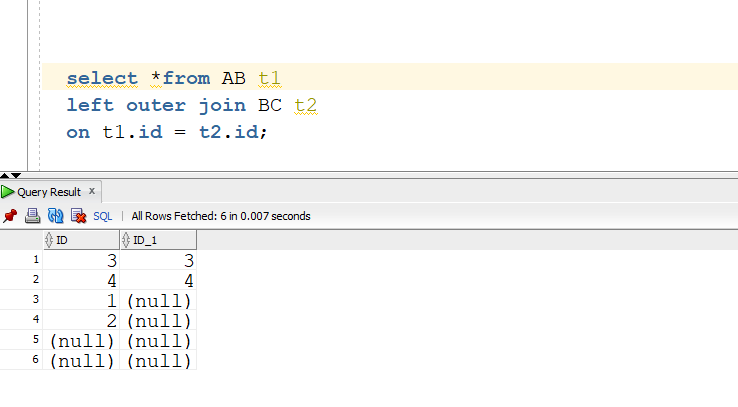 select *from AB t1
left outer join BC t2
on t1.id = t2.id;
Query Result x
SQL | All Rows Fetched: 6 in 0.007 seconds
ID ID_1
1 3 3
2 4 4
3 1 (null)
4 2 (null)
5 (null) (null)
6 (null) (null)